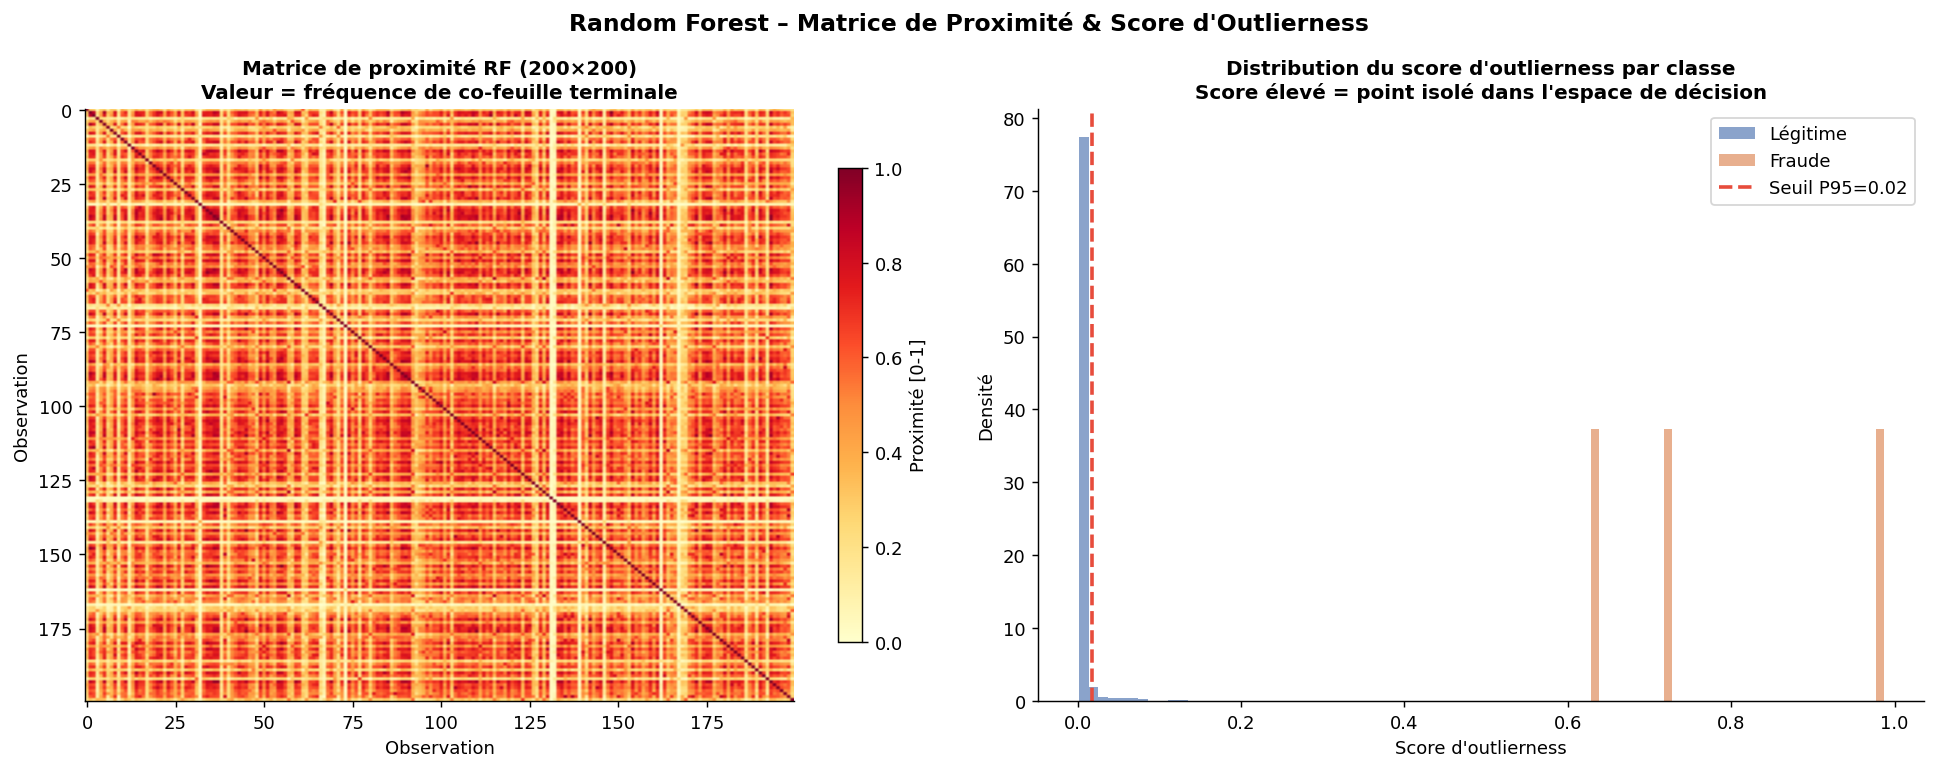 Random Forest – Matrice de Proximité & Score d'Outlierness
Matrice de proximité RF (200×200)
Valeur = fréquence de co-feuille terminale
0
25
50
75
100
125
150
175
Observation
0
25
50
75
100
125
150
175
Observation
1.0
0.8
0.6
0.4
0.2
0.0
Proximité [0-1]
Distribution du score d'outlierness par classe
Score élevé = point isolé dans l'espace de décision
80
70
60
50
40
30
20
10
0
Densité
Légitime
Fraude
Seuil P95=0.02
0.0
0.2
0.4
0.6
0.8
1.0
Score d'outlierness